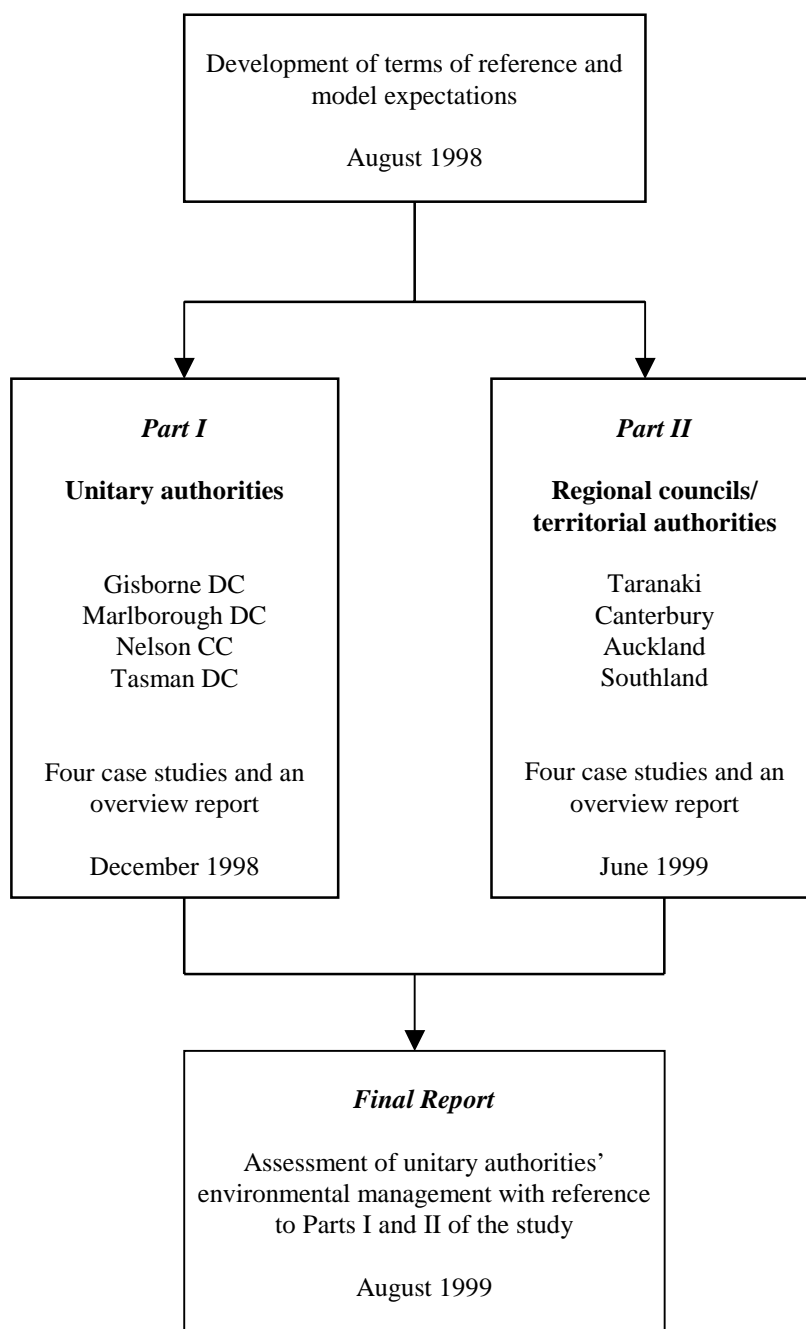 Development of terms of reference and
model expectations
August 1998
Part I
Unitary authorities
Gisborne DC
Marlborough DC
Nelson CC
Tasman DC
Four case studies and an
overview report
December 1998
Part II
Regional councils/
territorial authorities
Taranaki
Canterbury
Auckland
Southland
Four case studies and an
overview report
June 1999
Final Report
Assessment of unitary authorities’
environmental management with reference
to Parts I and II of the study
August 1999